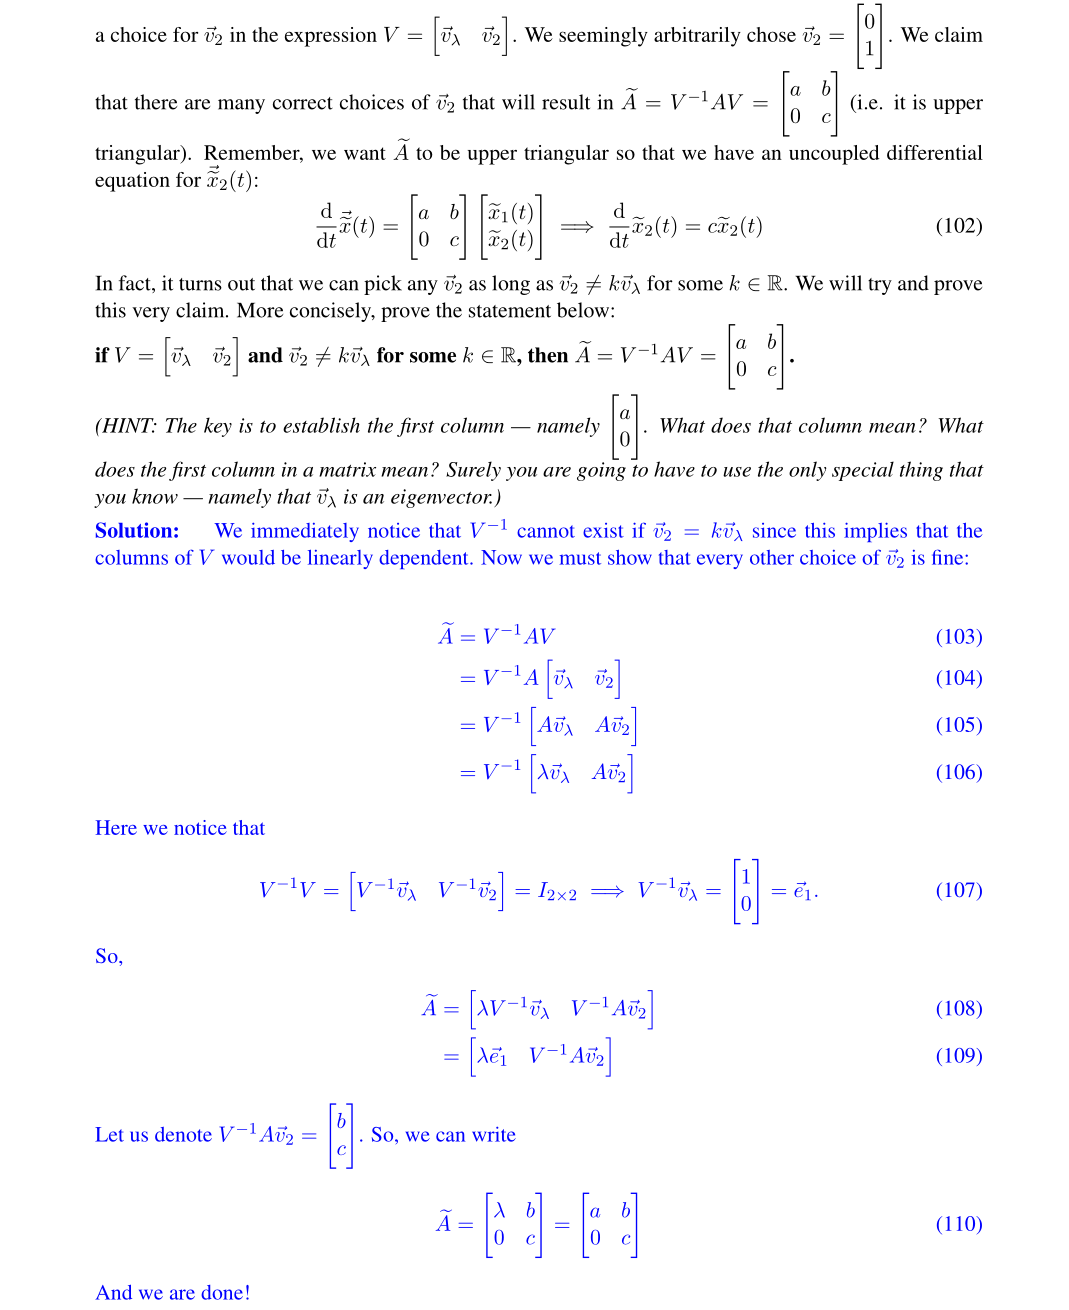 a choice for $\vec{v}_2$ in the expression $V = \begin{bmatrix} \vec{v}_\lambda & \vec{v}_2 \end{bmatrix}$. We seemingly arbitrarily chose $\vec{v}_2 = \begin{bmatrix} 0 \\ 1 \end{bmatrix}$. We claim
that there are many correct choices of $\vec{v}_2$ that will result in $\widetilde{A} = V^{-1}AV = \begin{bmatrix} a & b \\ 0 & c \end{bmatrix}$ (i.e. it is upper
triangular). Remember, we want $\widetilde{A}$ to be upper triangular so that we have an uncoupled differential
equation for $\vec{\widetilde{\widetilde{x}}}_2(t)$:
$\frac{\mathrm{d}}{\mathrm{d}t}\vec{\widetilde{x}}(t) = \begin{bmatrix} a & b \\ 0 & c \end{bmatrix} \begin{bmatrix} \widetilde{x}_1(t) \\ \widetilde{x}_2(t) \end{bmatrix} \implies \frac{\mathrm{d}}{\mathrm{d}t}\widetilde{x}_2(t) = c\widetilde{x}_2(t)$ (102)
In fact, it turns out that we can pick any $\vec{v}_2$ as long as $\vec{v}_2 \neq k\vec{v}_\lambda$ for some $k \in \mathbb{R}$. We will try and prove
this very claim. More concisely, prove the statement below:
if $V = \begin{bmatrix} \vec{v}_\lambda & \vec{v}_2 \end{bmatrix}$ and $\vec{v}_2 \neq k\vec{v}_\lambda$ for some $k \in \mathbb{R}$, then $\widetilde{A} = V^{-1}AV = \begin{bmatrix} a & b \\ 0 & c \end{bmatrix}$.
(HINT: The key is to establish the first column — namely $\begin{bmatrix} a \\ 0 \end{bmatrix}$. What does that column mean? What
does the first column in a matrix mean? Surely you are going to have to use the only special thing that
you know — namely that $\vec{v}_\lambda$ is an eigenvector.)
Solution: We immediately notice that $V^{-1}$ cannot exist if $\vec{v}_2 = k\vec{v}_\lambda$ since this implies that the
columns of $V$ would be linearly dependent. Now we must show that every other choice of $\vec{v}_2$ is fine:
$\widetilde{A} = V^{-1}AV$ (103)
$= V^{-1}A \begin{bmatrix} \vec{v}_\lambda & \vec{v}_2 \end{bmatrix}$ (104)
$= V^{-1} \begin{bmatrix} A\vec{v}_\lambda & A\vec{v}_2 \end{bmatrix}$ (105)
$= V^{-1} \begin{bmatrix} \lambda\vec{v}_\lambda & A\vec{v}_2 \end{bmatrix}$ (106)
Here we notice that
$V^{-1}V = \begin{bmatrix} V^{-1}\vec{v}_\lambda & V^{-1}\vec{v}_2 \end{bmatrix} = I_{2\times 2} \implies V^{-1}\vec{v}_\lambda = \begin{bmatrix} 1 \\ 0 \end{bmatrix} = \vec{e}_1.$ (107)
So,
$\widetilde{A} = \begin{bmatrix} \lambda V^{-1}\vec{v}_\lambda & V^{-1}A\vec{v}_2 \end{bmatrix}$ (108)
$= \begin{bmatrix} \lambda\vec{e}_1 & V^{-1}A\vec{v}_2 \end{bmatrix}$ (109)
Let us denote $V^{-1}A\vec{v}_2 = \begin{bmatrix} b \\ c \end{bmatrix}$. So, we can write
$\widetilde{A} = \begin{bmatrix} \lambda & b \\ 0 & c \end{bmatrix} = \begin{bmatrix} a & b \\ 0 & c \end{bmatrix}$ (110)
And we are done!